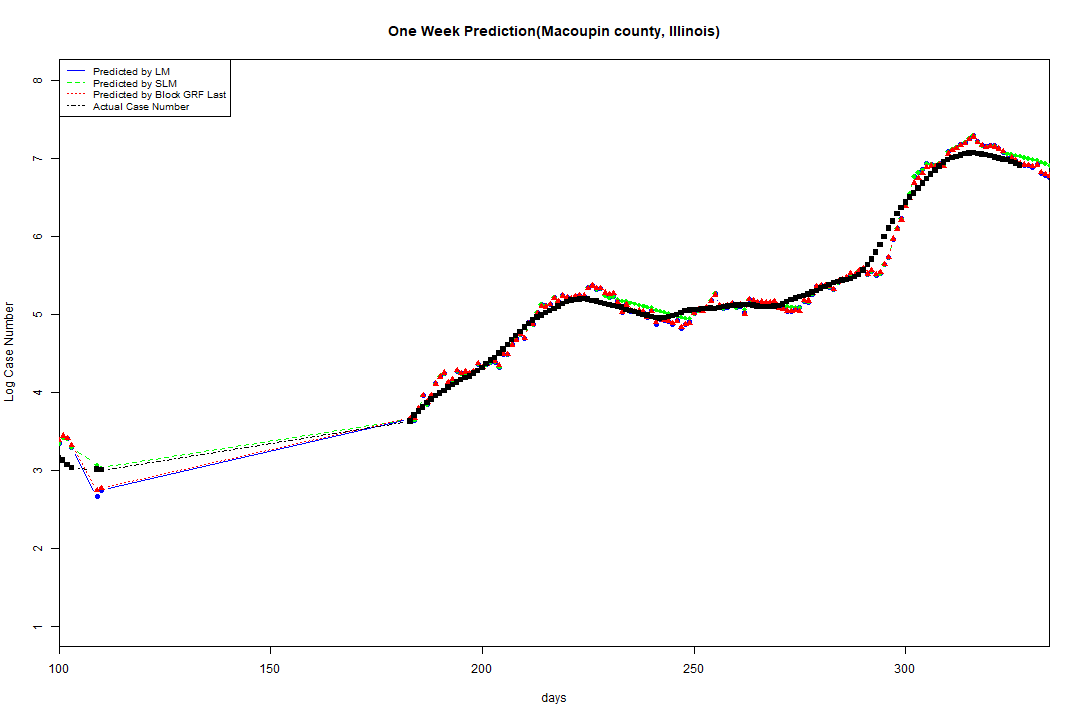 One Week Prediction(Macoupin county, Illinois)
Predicted by LM
Predicted by SLM
Predicted by Block GRF Last
Actual Case Number
8
7
6
5
4
3
2
1
Log Case Number
100 150 200 250 300
days